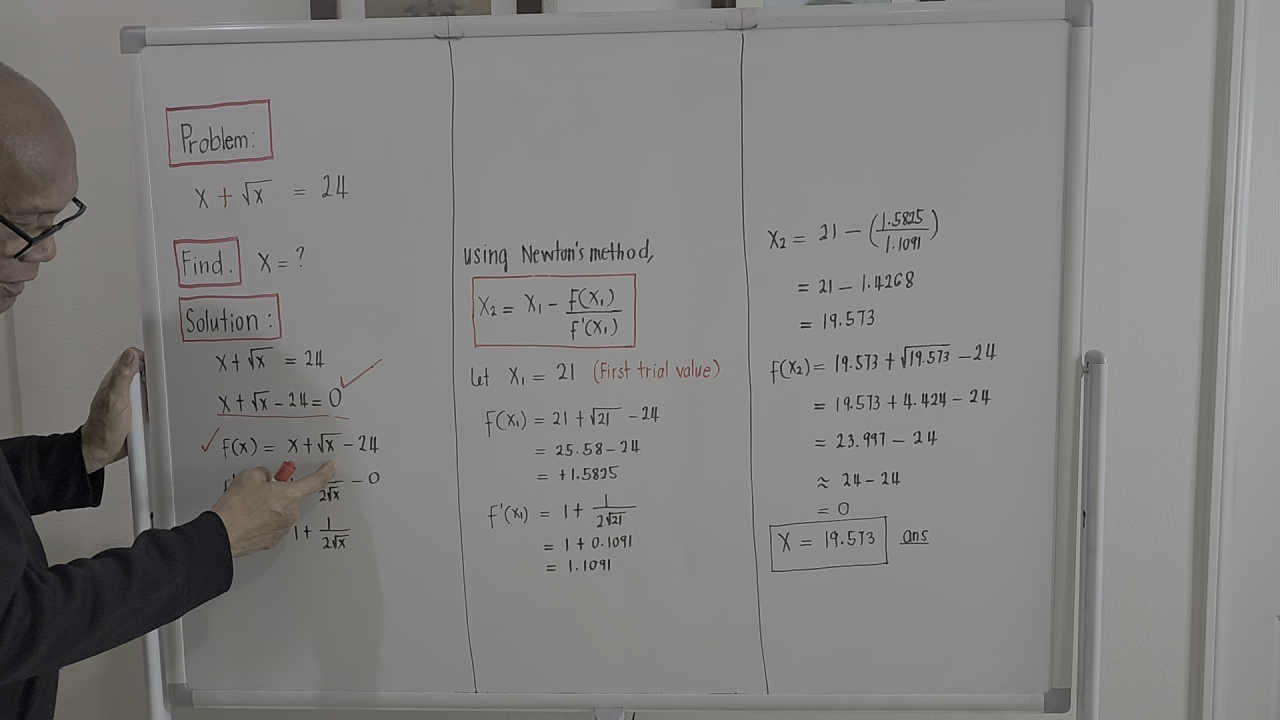 Problem:
x + √x = 24
Find. x = ?
Solution:
x + √x = 24
x + √x - 24 = 0
✓ f(x) = x + √x - 24
2√x - 0
1 + 1/(2√x)
using Newton's method,
x₂ = x₁ - f(x₁)/f'(x₁)
let x₁ = 21 (First trial value)
f(x₁) = 21 + √21 - 24
= 25.58 - 24
= +1.5825
f'(x₁) = 1 + 1/(2√21)
= 1 + 0.1091
= 1.1091
x₂ = 21 - (1.5825/1.1091)
= 21 - 1.4268
= 19.573
f(x₂) = 19.573 + √19.573 - 24
= 19.573 + 4.424 - 24
= 23.997 - 24
≈ 24 - 24
= 0
x = 19.573 ans